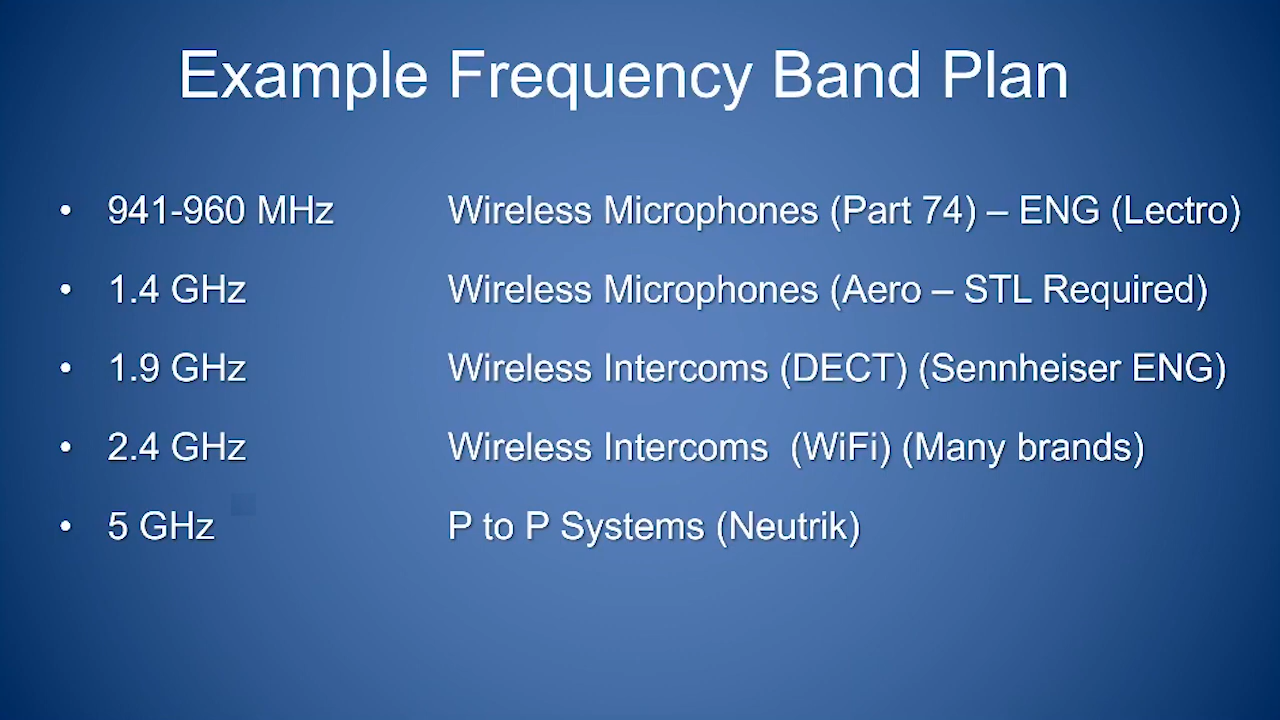 Example Frequency Band Plan
• 941-960 MHz Wireless Microphones (Part 74) – ENG (Lectro)
• 1.4 GHz Wireless Microphones (Aero – STL Required)
• 1.9 GHz Wireless Intercoms (DECT) (Sennheiser ENG)
• 2.4 GHz Wireless Intercoms (WiFi) (Many brands)
• 5 GHz P to P Systems (Neutrik)